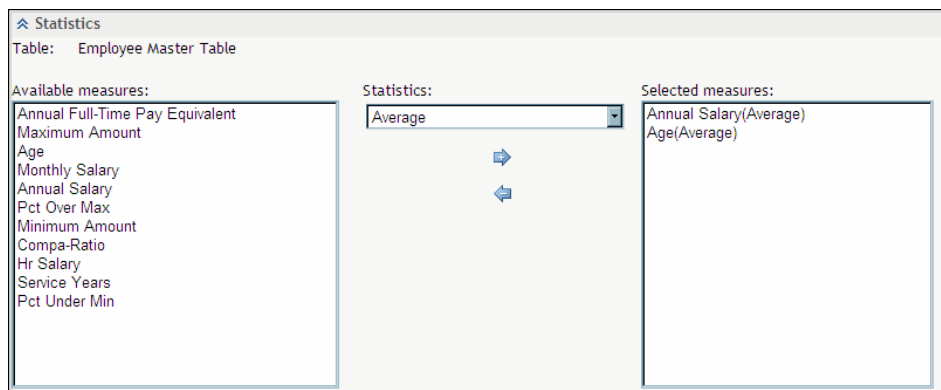 Statistics
Table: Employee Master Table
Available measures:
Annual Full-Time Pay Equivalent
Maximum Amount
Age
Monthly Salary
Annual Salary
Pct Over Max
Minimum Amount
Compa-Ratio
Hr Salary
Service Years
Pct Under Min
Statistics:
Average
Selected measures:
Annual Salary(Average)
Age(Average)